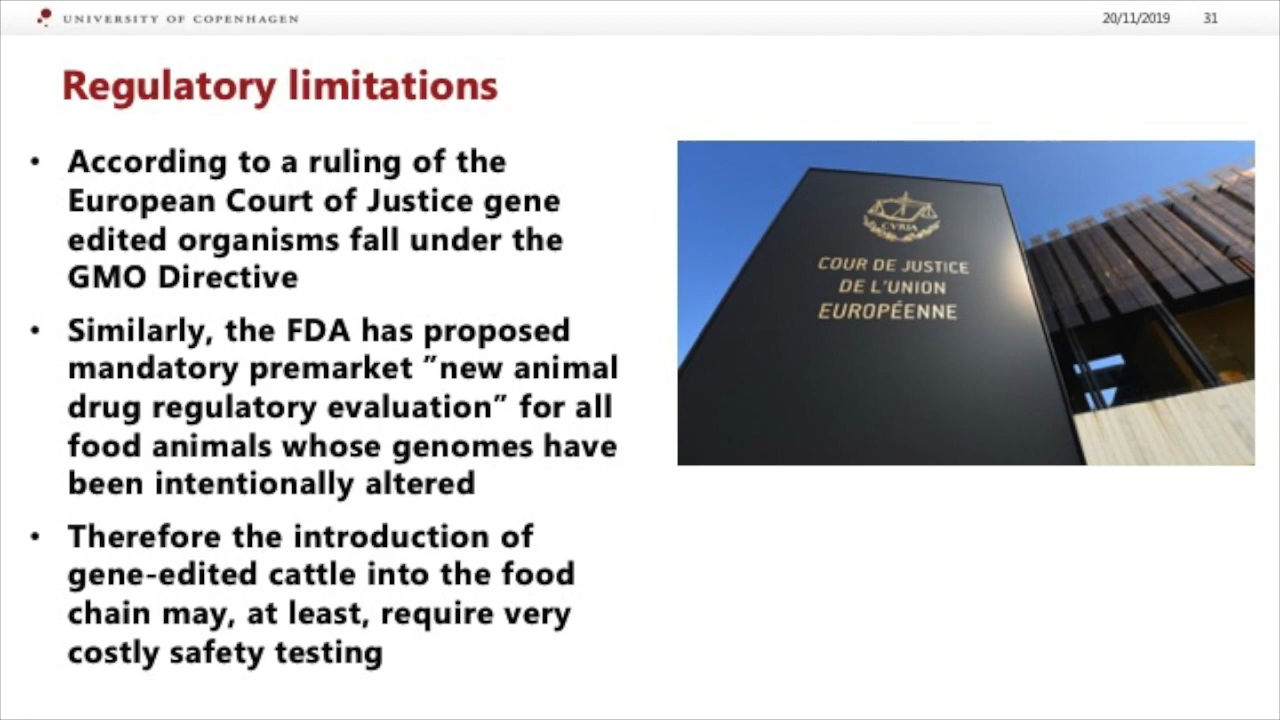 UNIVERSITY OF COPENHAGEN
20/11/2019 31
Regulatory limitations
• According to a ruling of the
European Court of Justice gene
edited organisms fall under the
GMO Directive
• Similarly, the FDA has proposed
mandatory premarket ”new animal
drug regulatory evaluation” for all
food animals whose genomes have
been intentionally altered
• Therefore the introduction of
gene-edited cattle into the food
chain may, at least, require very
costly safety testing
CVRIA
COUR DE JUSTICE
DE L'UNION
EUROPÉENNE